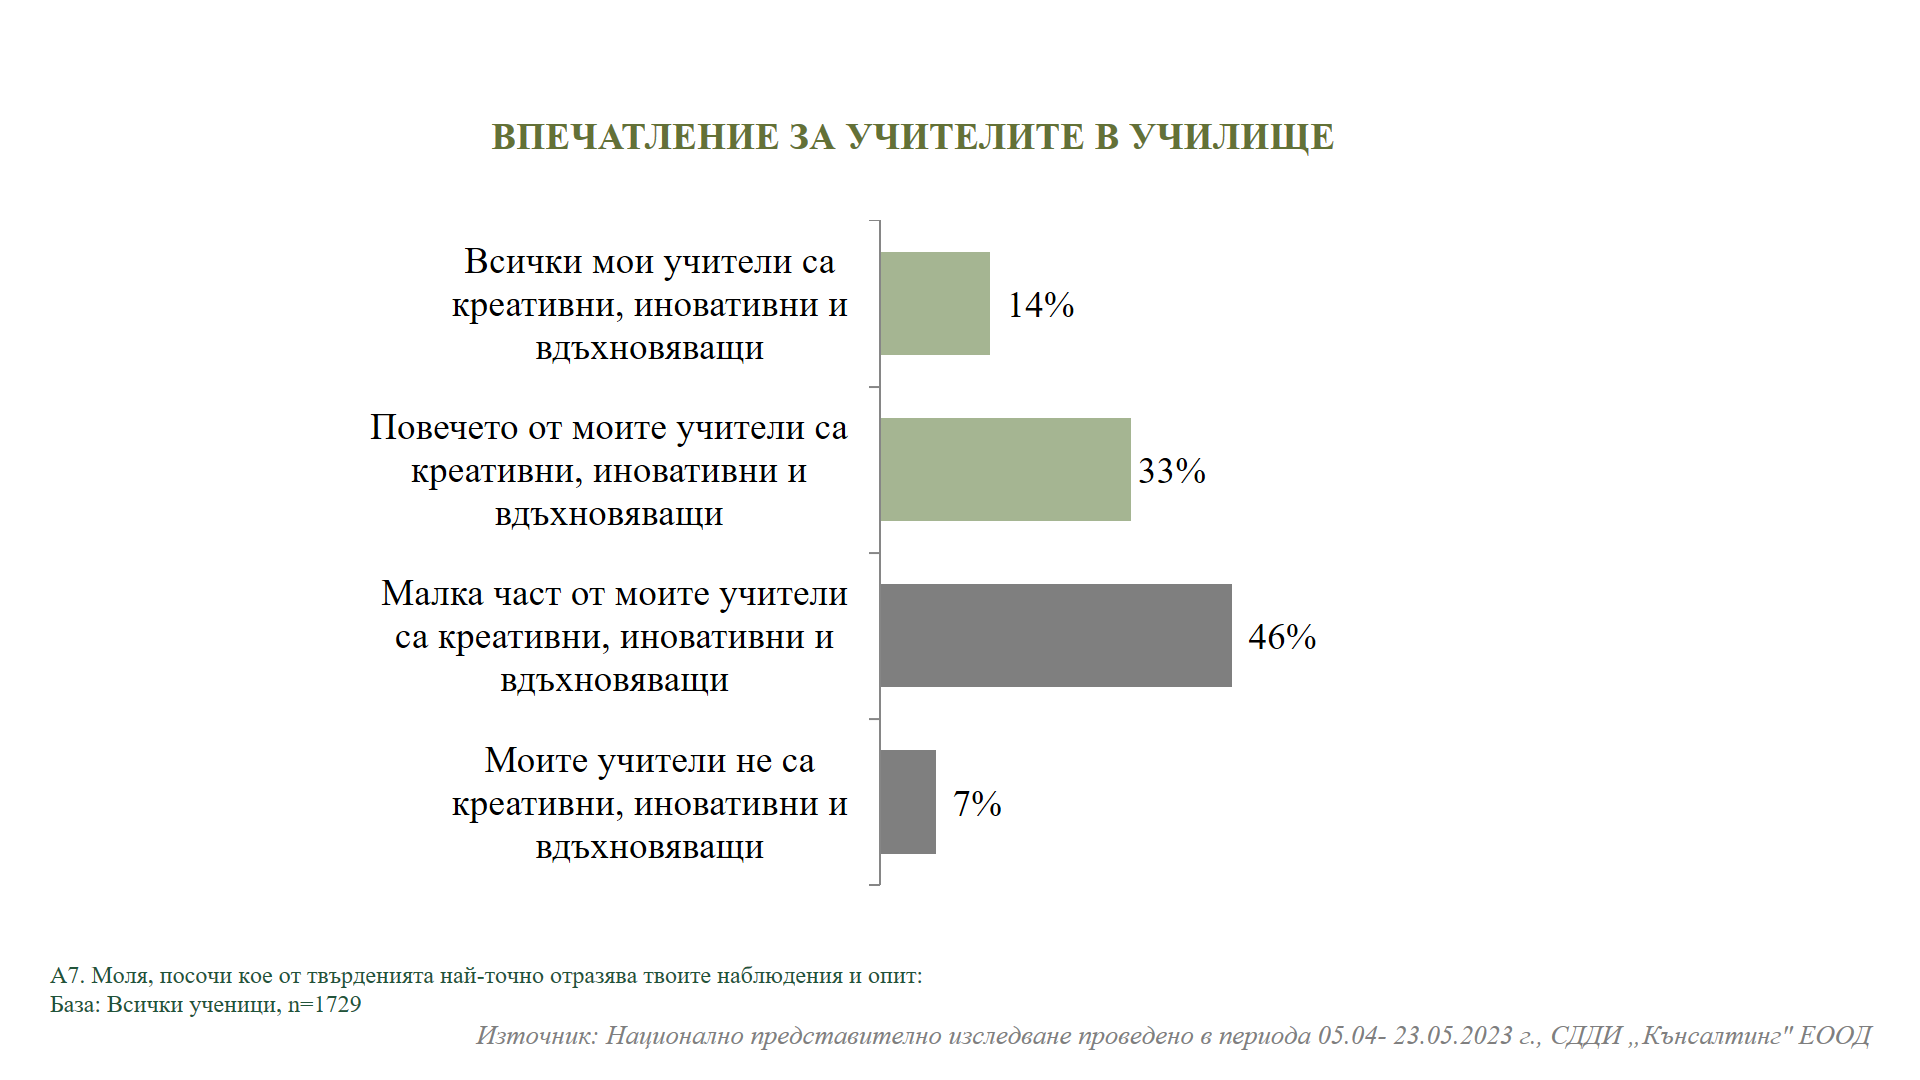 ВПЕЧАТЛЕНИЕ ЗА УЧИТЕЛИТЕ В УЧИЛИЩЕ
Всички мои учители са
креативни, иновативни и
вдъхновяващи
14%
Повечето от моите учители са
креативни, иновативни и
вдъхновяващи
33%
Малка част от моите учители
са креативни, иновативни и
вдъхновяващи
46%
Моите учители не са
креативни, иновативни и
вдъхновяващи
7%
А7. Моля, посочи кое от твърденията най-точно отразява твоите наблюдения и опит:
База: Всички ученици, n=1729
Източник: Национално представително изследване проведено в периода 05.04- 23.05.2023 г., СДДИ „Кънсалтинг" ЕООД